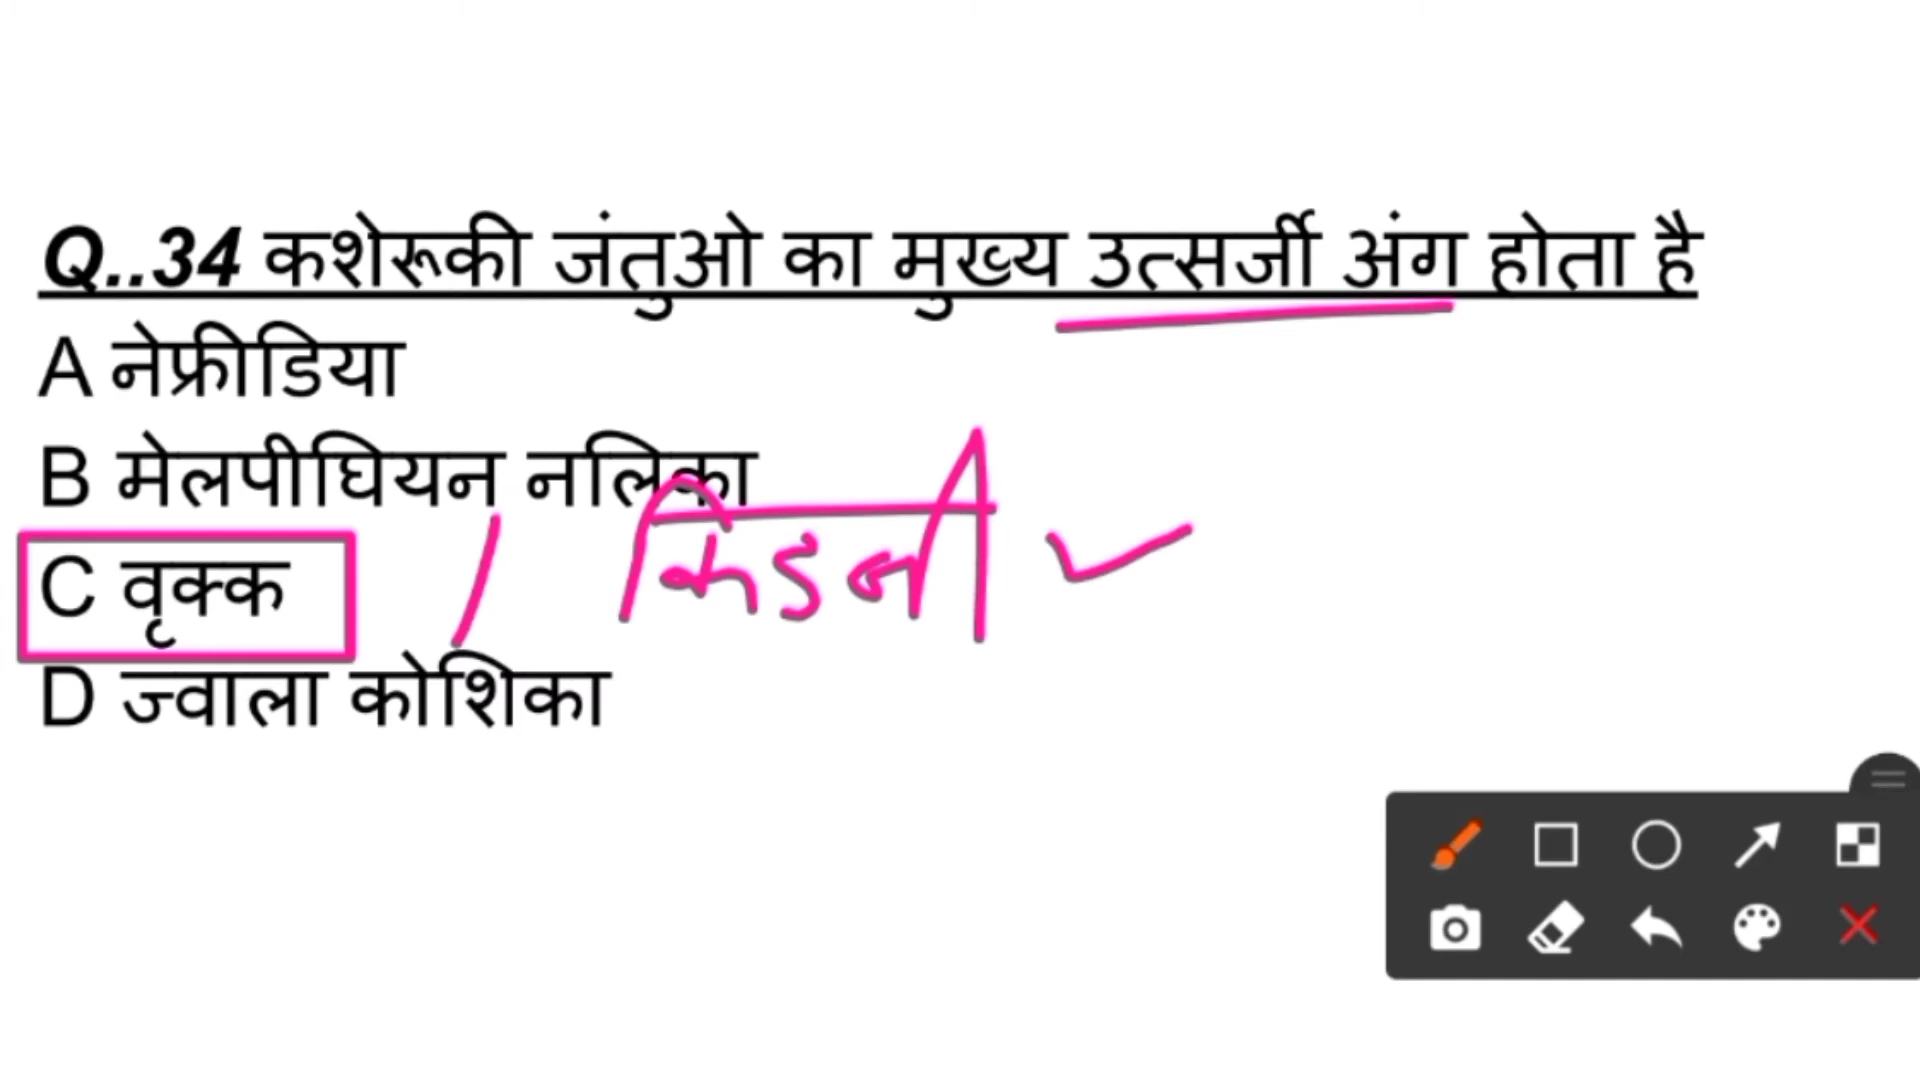 Q..34 कशेरूकी जंतुओ का मुख्य उत्सर्जी अंग होता है
A नेफ्रीडिया
B मेलपीघियन नलिका
C वृक्क / किडनी
D ज्वाला कोशिका